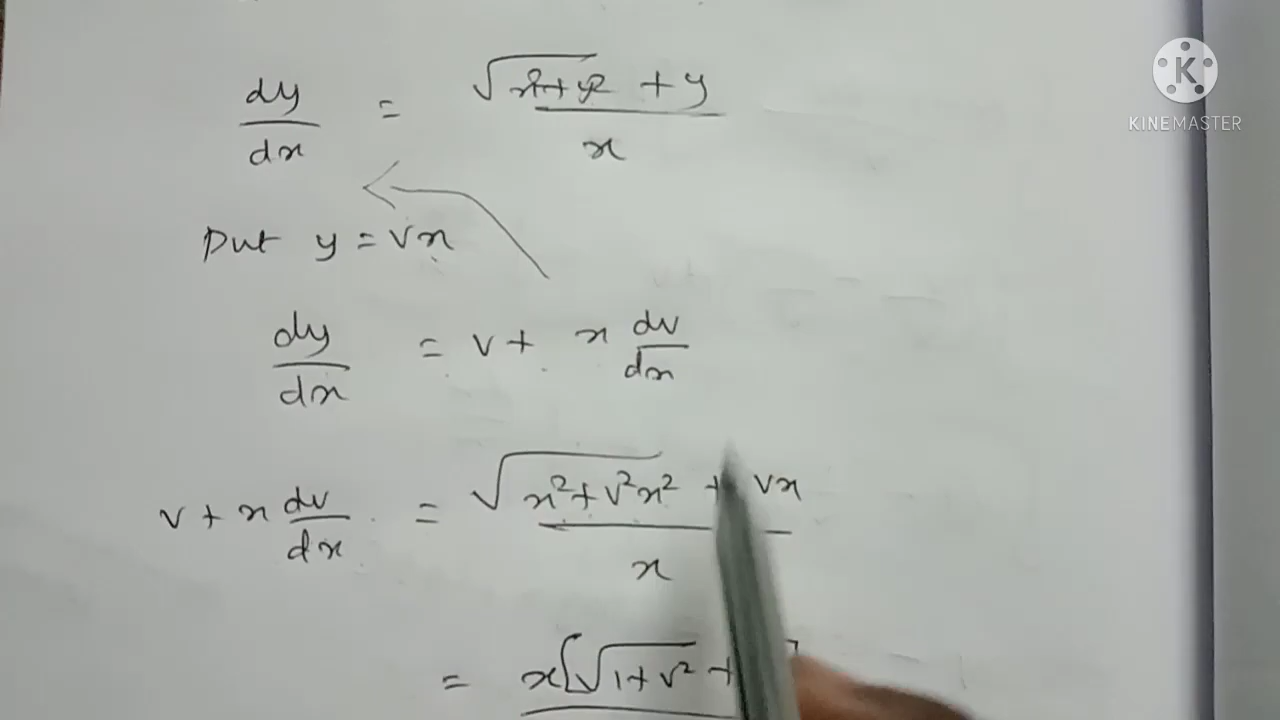 dy/dx = √(x²+y²) + y / x
K
KINEMASTER
Put y = vx
dy/dx = v + x dv/dx
v + x dv/dx = √(x²+v²x²) + vx / x
= x[√(1+v²) +